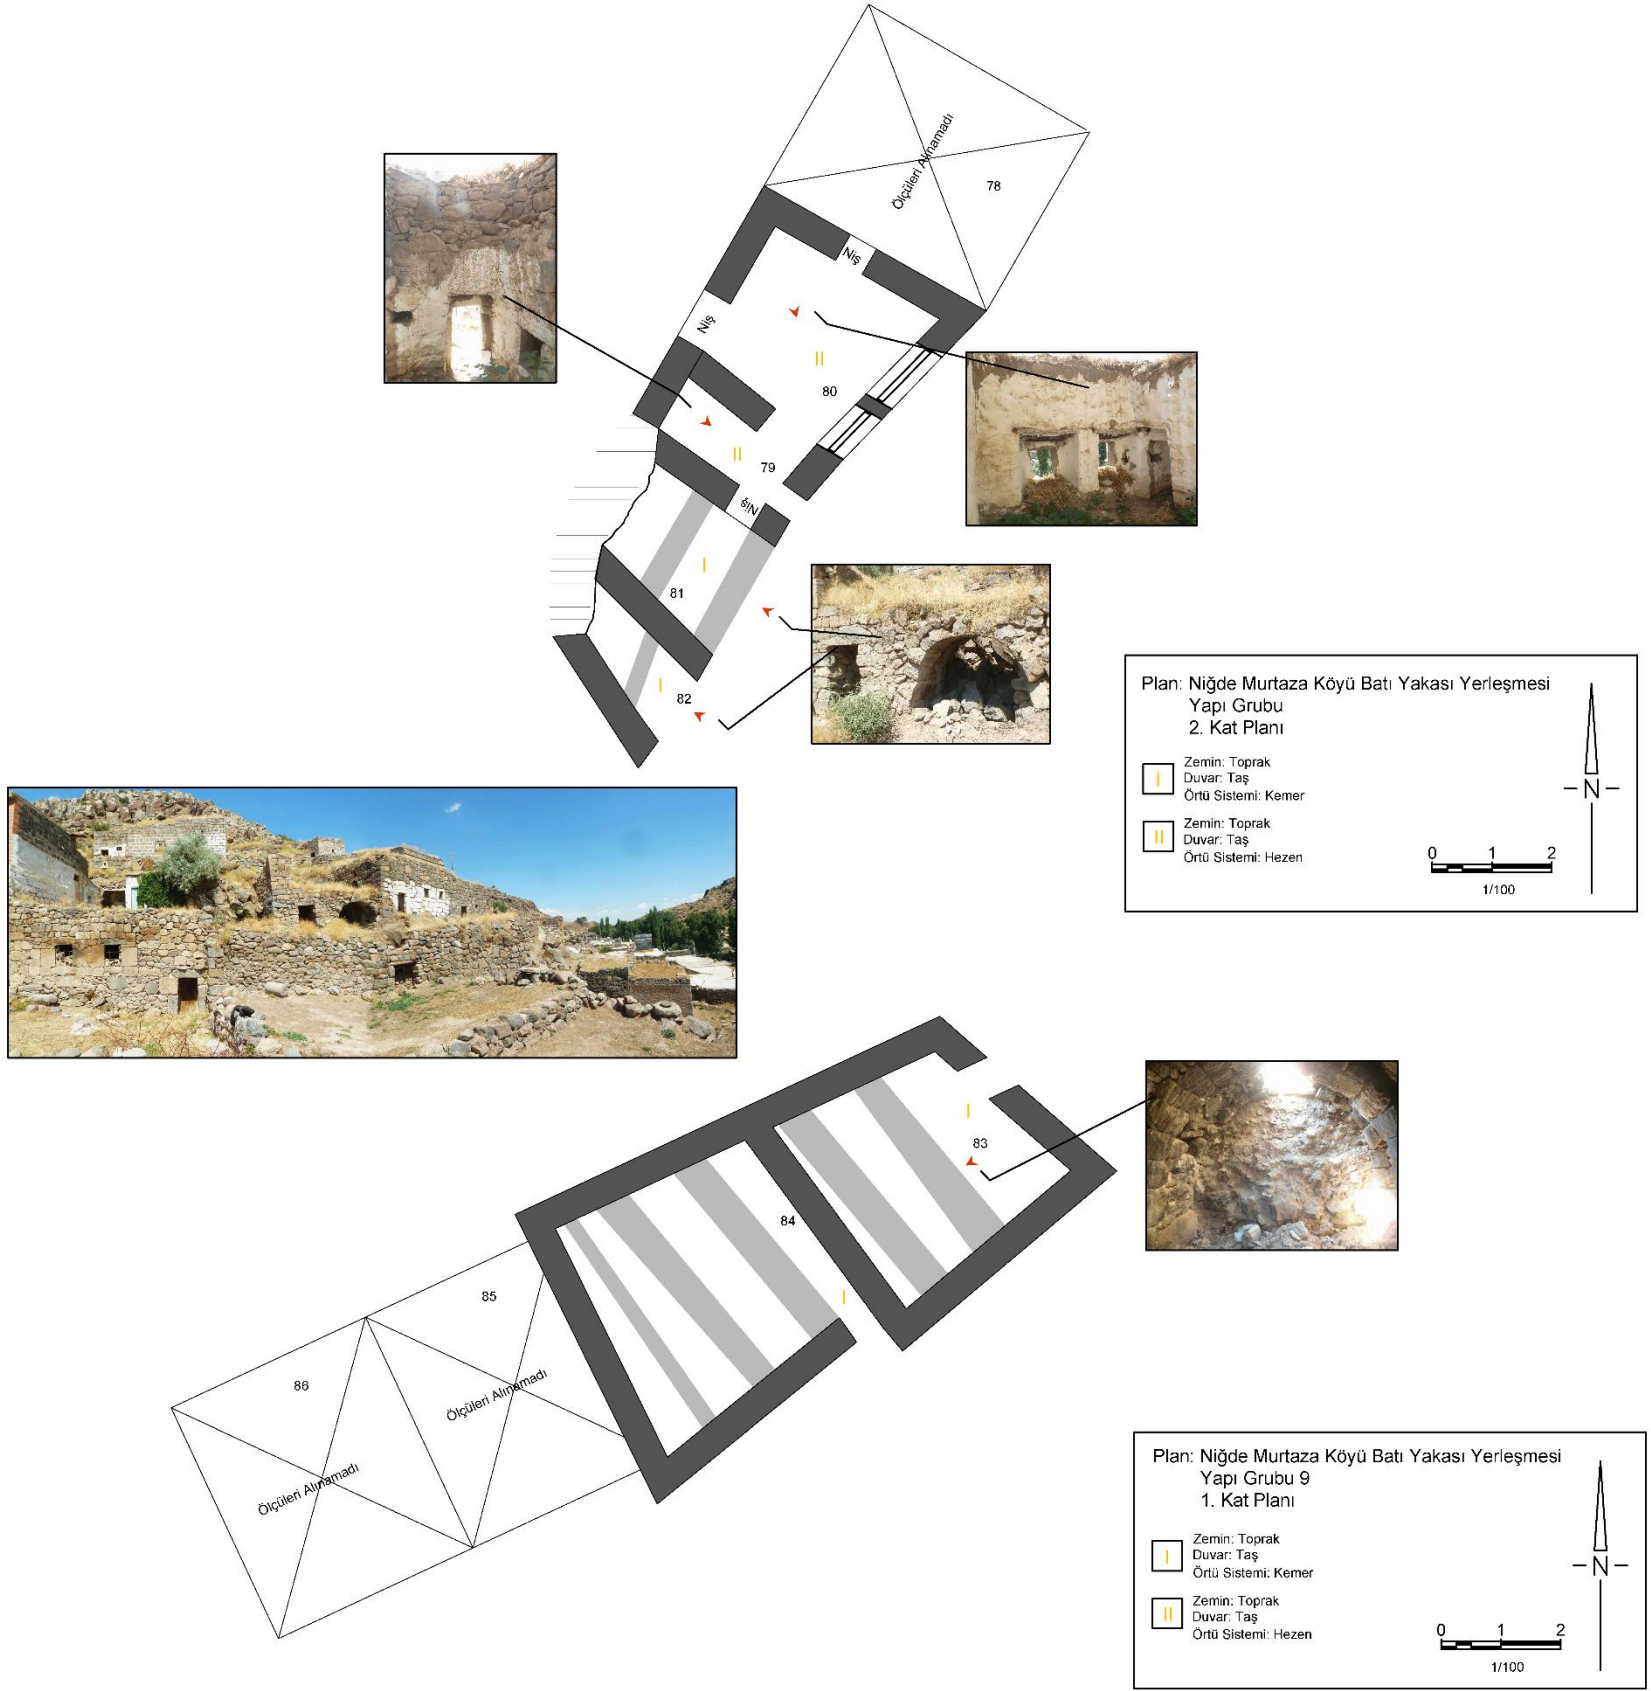 Ölçüleri Alınamadı
78
Niş
Niş
II
80
II
79
Niş
I
81
I
82
Plan: Niğde Murtaza Köyü Batı Yakası Yerleşmesi
Yapı Grubu
2. Kat Planı
I
Zemin: Toprak
Duvar: Taş
Örtü Sistemi: Kemer
II
Zemin: Toprak
Duvar: Taş
Örtü Sistemi: Hezen
0 1 2
1/100
N
I
83
84
I
85
Ölçüleri Alınamadı
86
Ölçüleri Alınamadı
Plan: Niğde Murtaza Köyü Batı Yakası Yerleşmesi
Yapı Grubu 9
1. Kat Planı
I
Zemin: Toprak
Duvar: Taş
Örtü Sistemi: Kemer
II
Zemin: Toprak
Duvar: Taş
Örtü Sistemi: Hezen
0 1 2
1/100
N